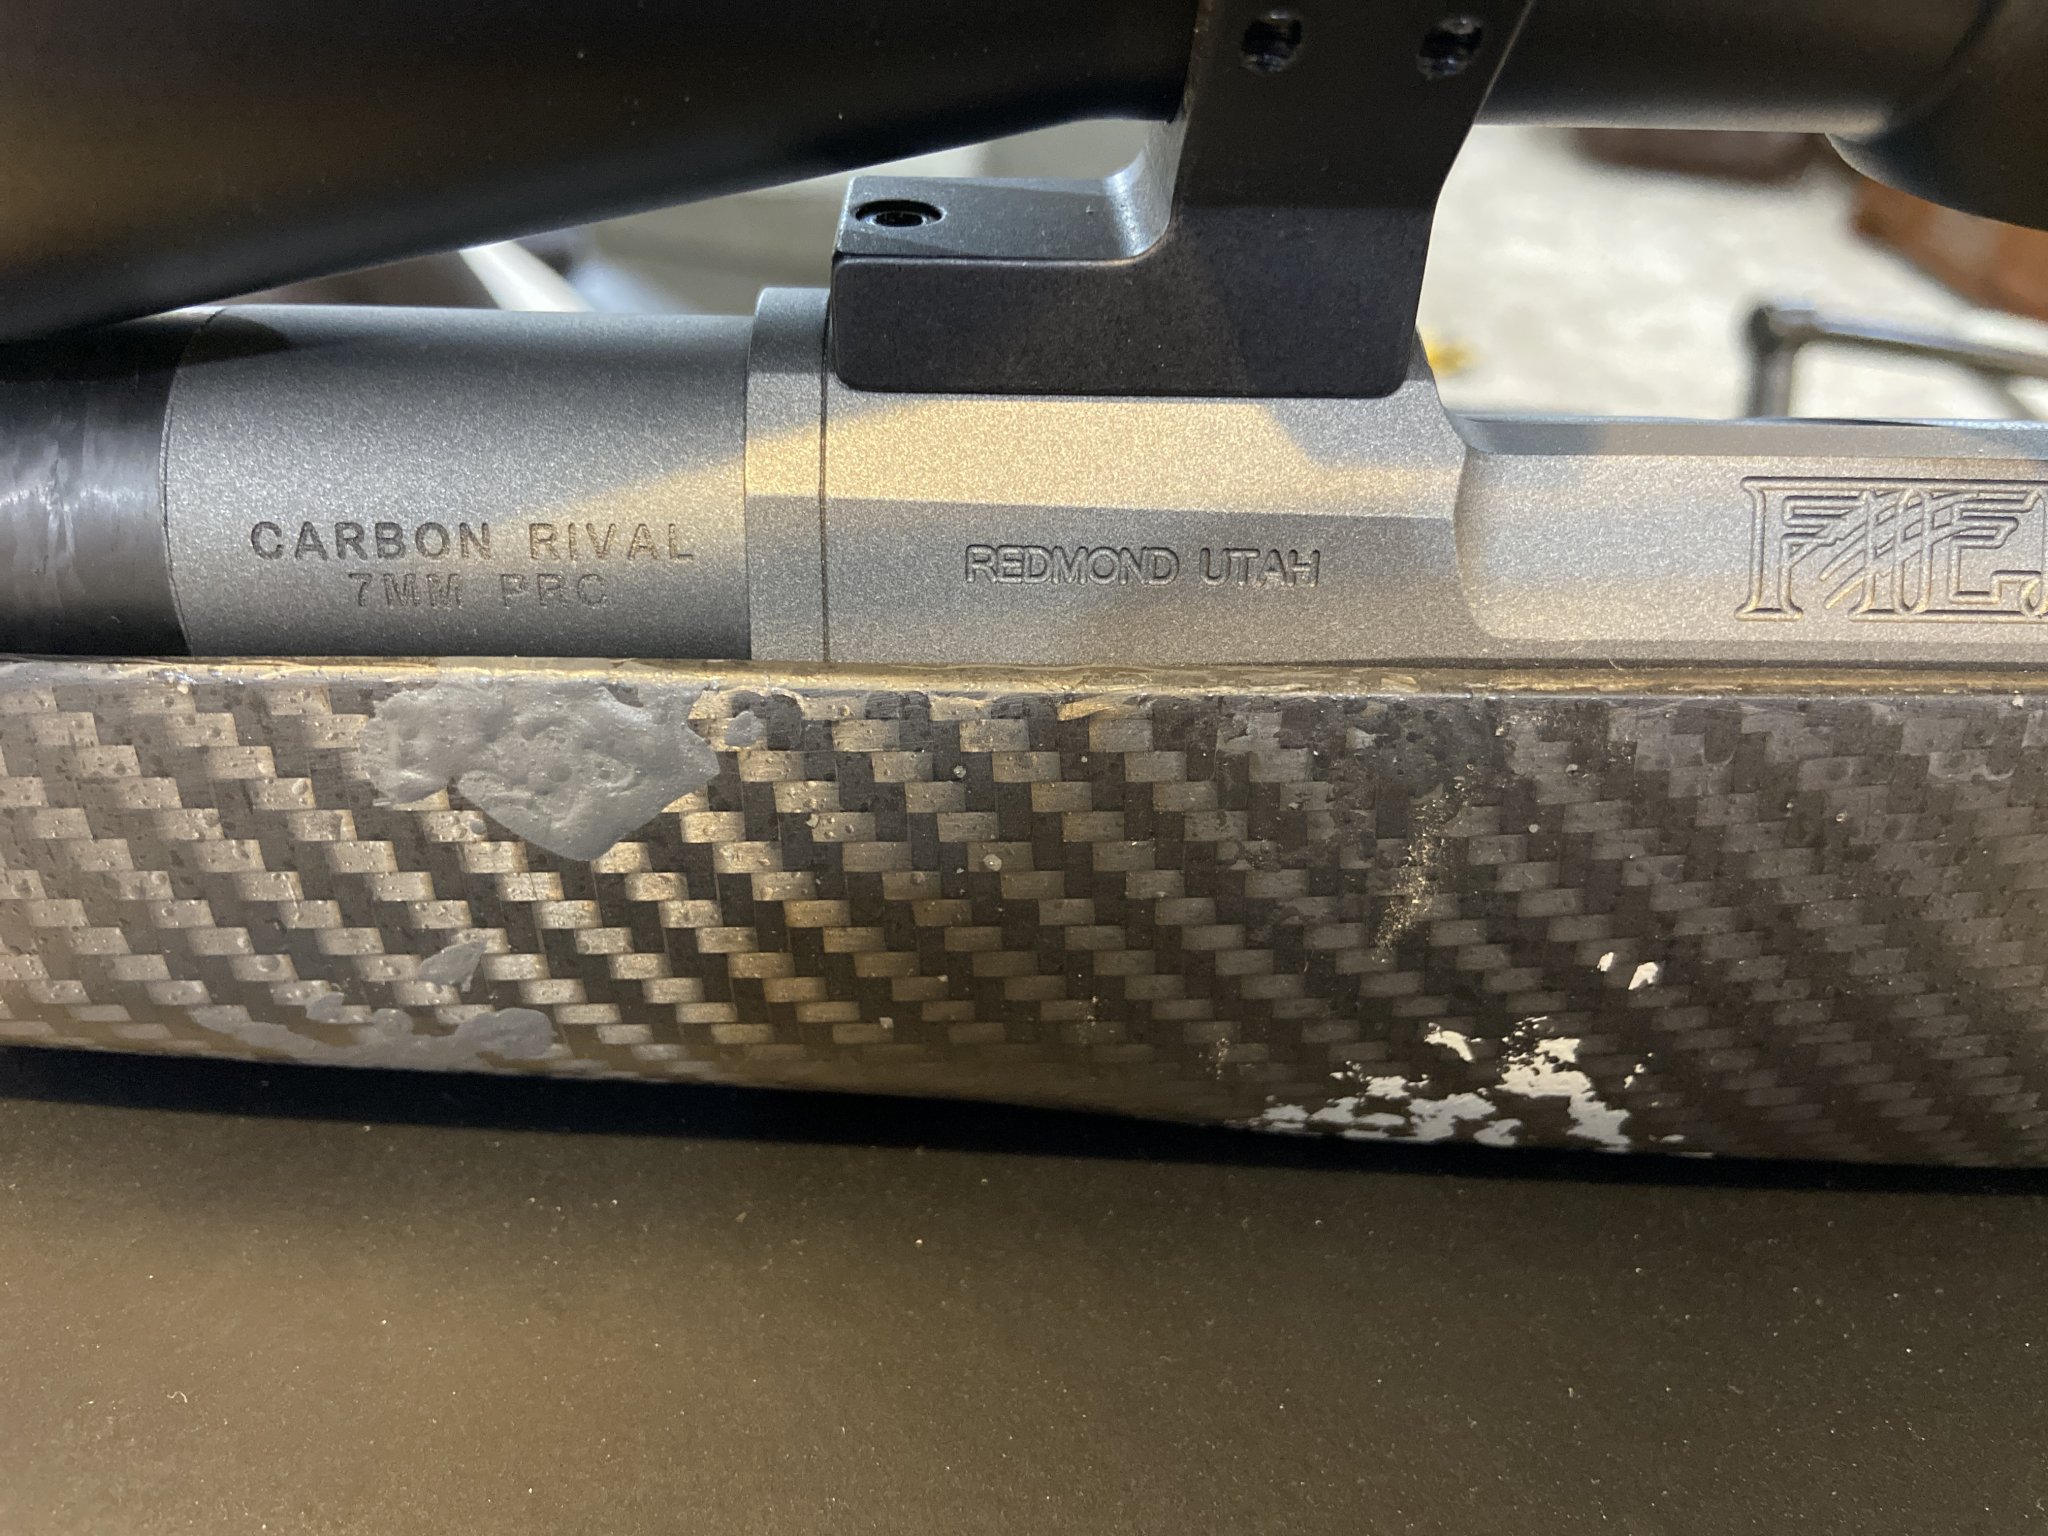 CARBON RIVAL
7MM PRC
REDMOND UTAH